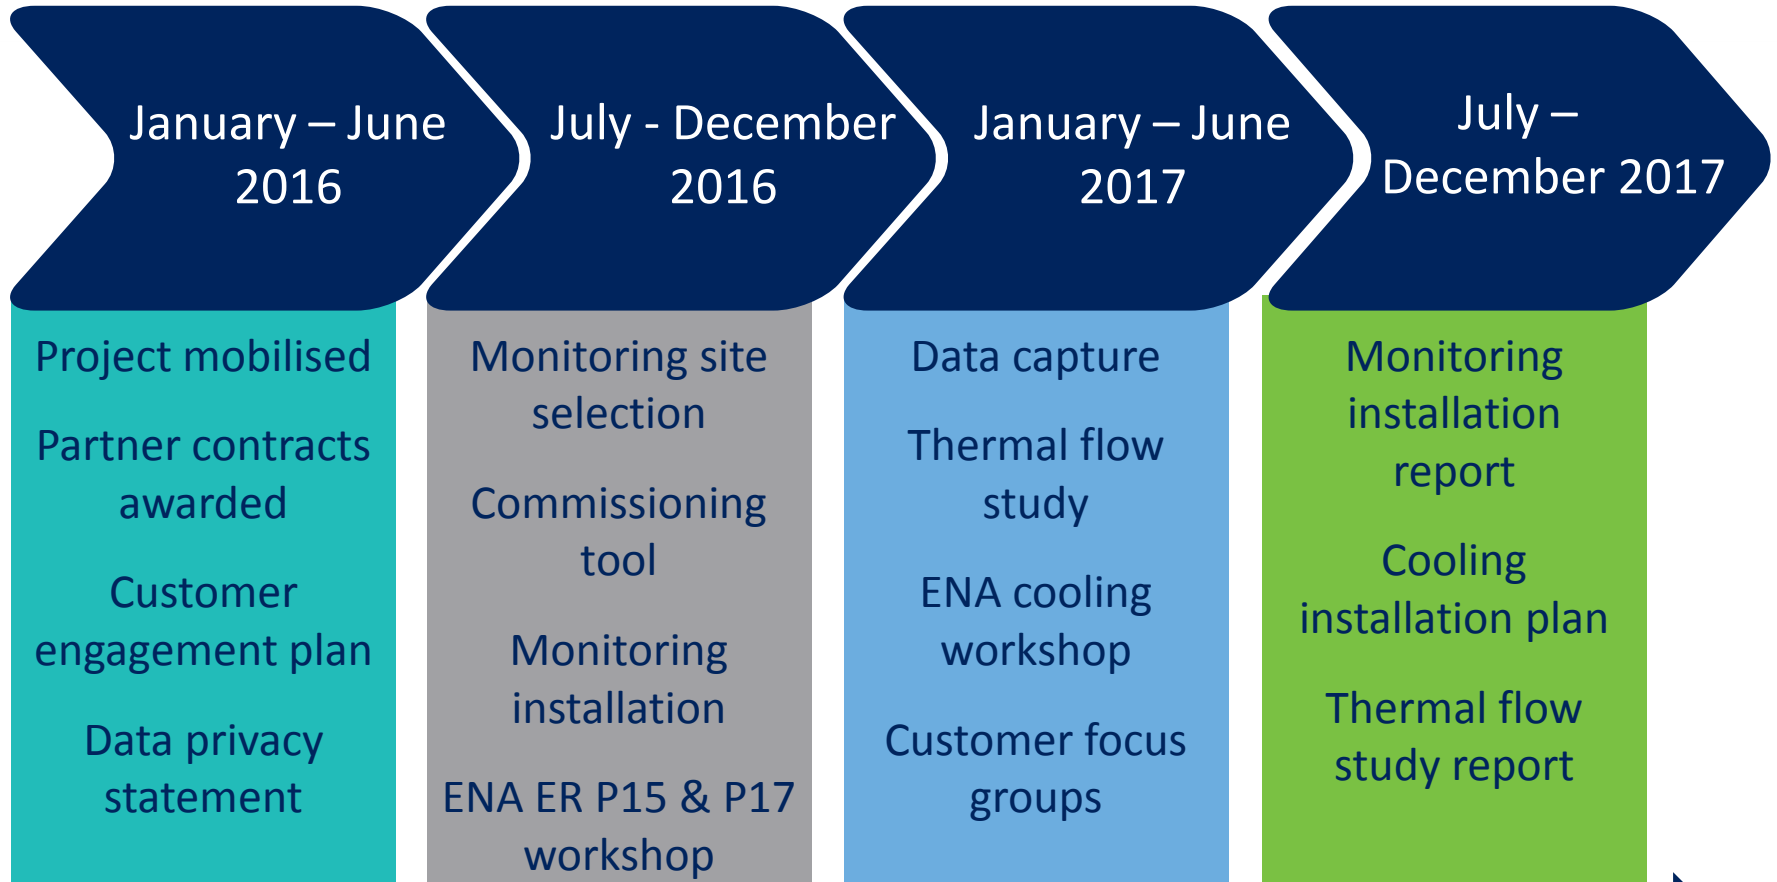 January – June
2016
July - December
2016
January – June
2017
July –
December 2017
Project mobilised
Partner contracts
awarded
Customer
engagement plan
Data privacy
statement
Monitoring site
selection
Commissioning
tool
Monitoring
installation
ENA ER P15 & P17
workshop
Data capture
Thermal flow
study
ENA cooling
workshop
Customer focus
groups
Monitoring
installation
report
Cooling
installation plan
Thermal flow
study report